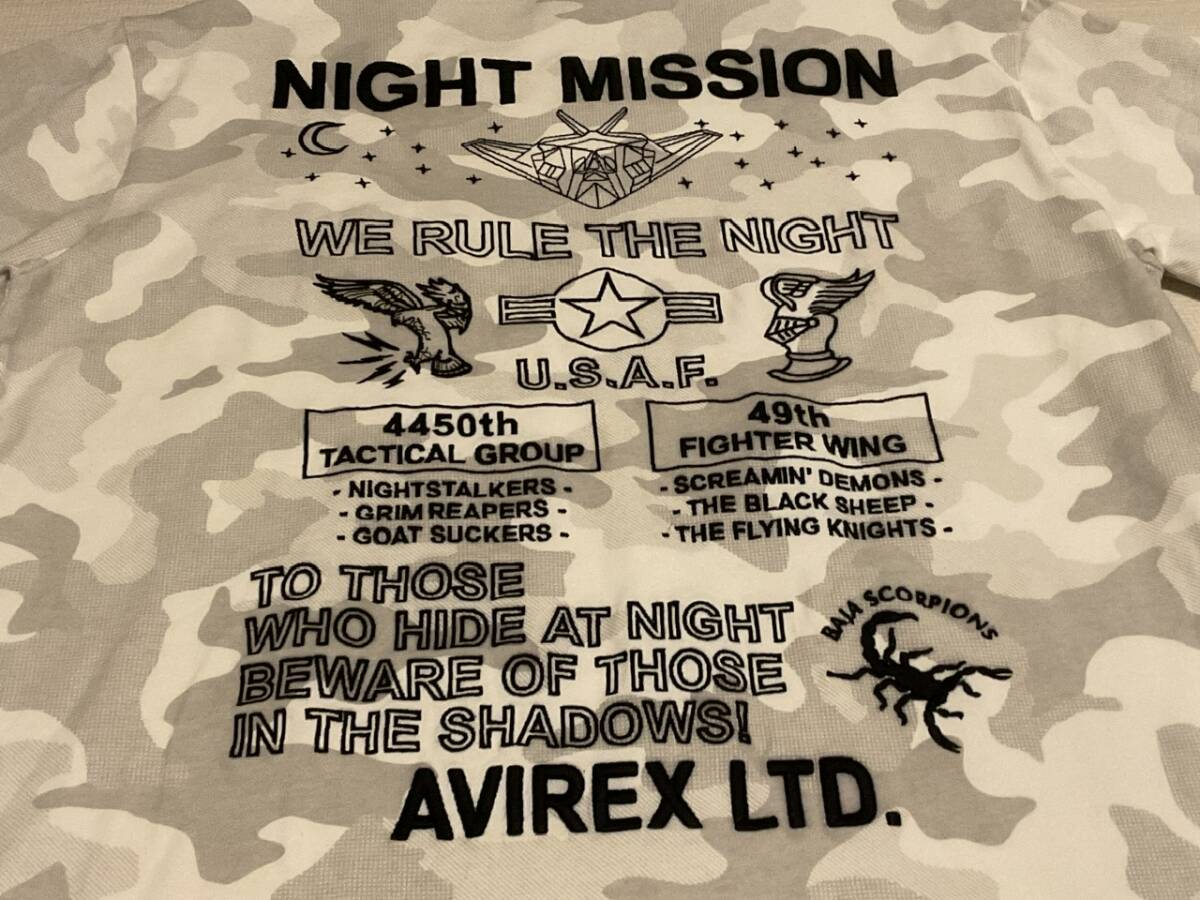 NIGHT MISSION
WE RULE THE NIGHT
U.S.A.F.
4450th
TACTICAL GROUP
- NIGHTSTALKERS -
- GRIM REAPERS -
- GOAT SUCKERS -
49th
FIGHTER WING
- SCREAMIN' DEMONS -
- THE BLACK SHEEP -
- THE FLYING KNIGHTS -
TO THOSE
WHO HIDE AT NIGHT
BEWARE OF THOSE
IN THE SHADOWS!
BAJA SCORPIONS
AVIREX LTD.